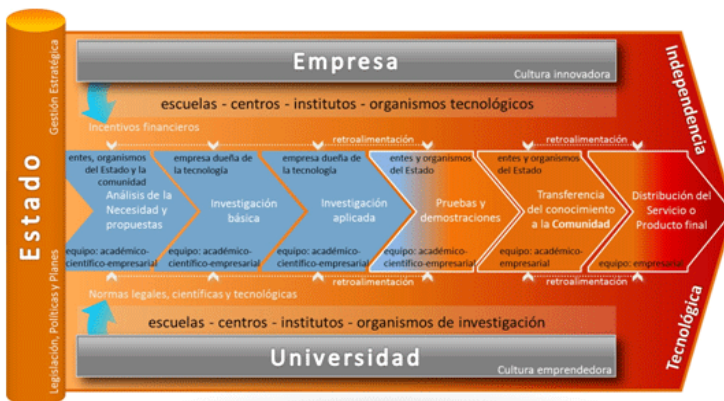 Estado
Gestión Estratégica
Legislación, Políticas y Planes
Empresa
Cultura innovadora
escuelas - centros - institutos - organismos tecnológicos
Incentivos financieros
retroalimentación
retroalimentación
entes, organismos
del Estado y la
comunidad
Análisis de la
Necesidad y
propuestas
equipo: académico-
científico-empresarial
empresa dueña de
la tecnología
Investigación
básica
equipo: académico-
científico-empresarial
empresa dueña de
la tecnología
Investigación
aplicada
equipo: académico-
científico-empresarial
entes y organismos
del Estado
Pruebas y
demostraciones
equipo: académico-
científico-empresarial
entes y organismos
del Estado
Transferencia
del conocimiento
a la Comunidad
equipo: académico-
empresarial
Distribución del
Servicio o
Producto final
equipo: empresarial
retroalimentación
retroalimentación
Normas legales, científicas y tecnológicas
escuelas - centros - institutos - organismos de investigación
Universidad
Cultura emprendedora
Independencia
Tecnológica